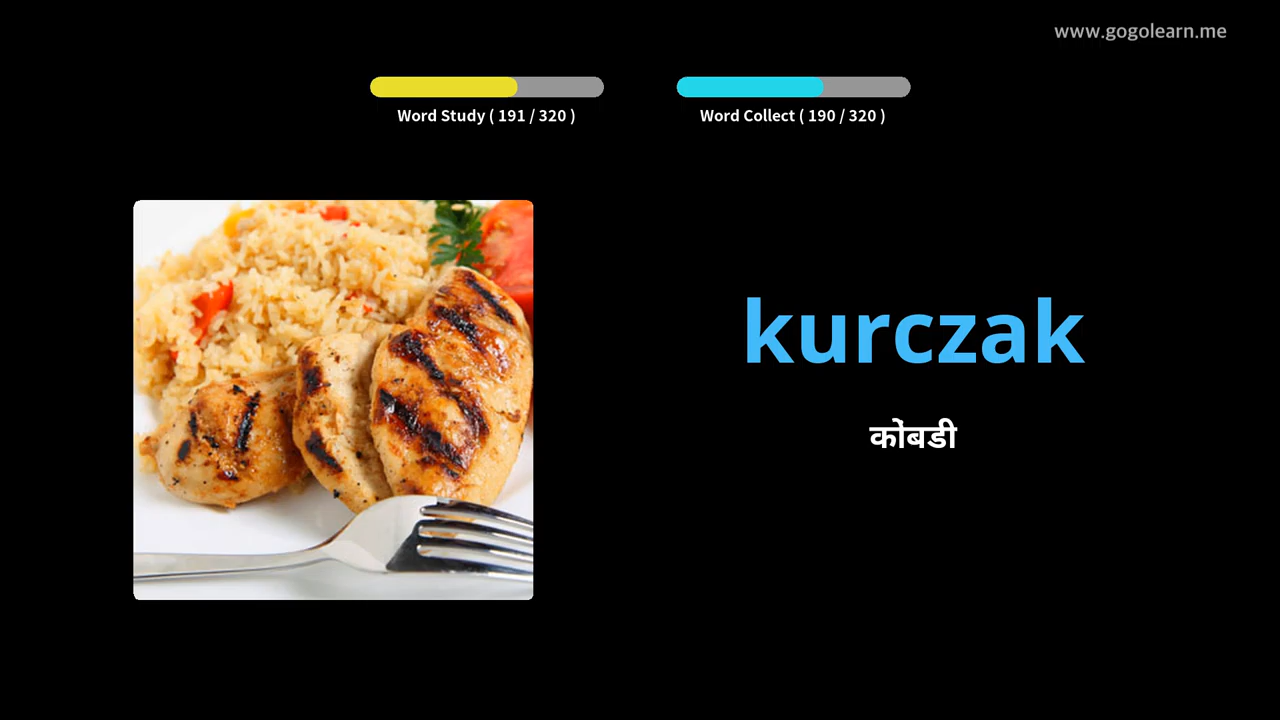 www.gogolearn.me
Word Study ( 191 / 320 )
Word Collect ( 190 / 320 )
kurczak
कोंबडी